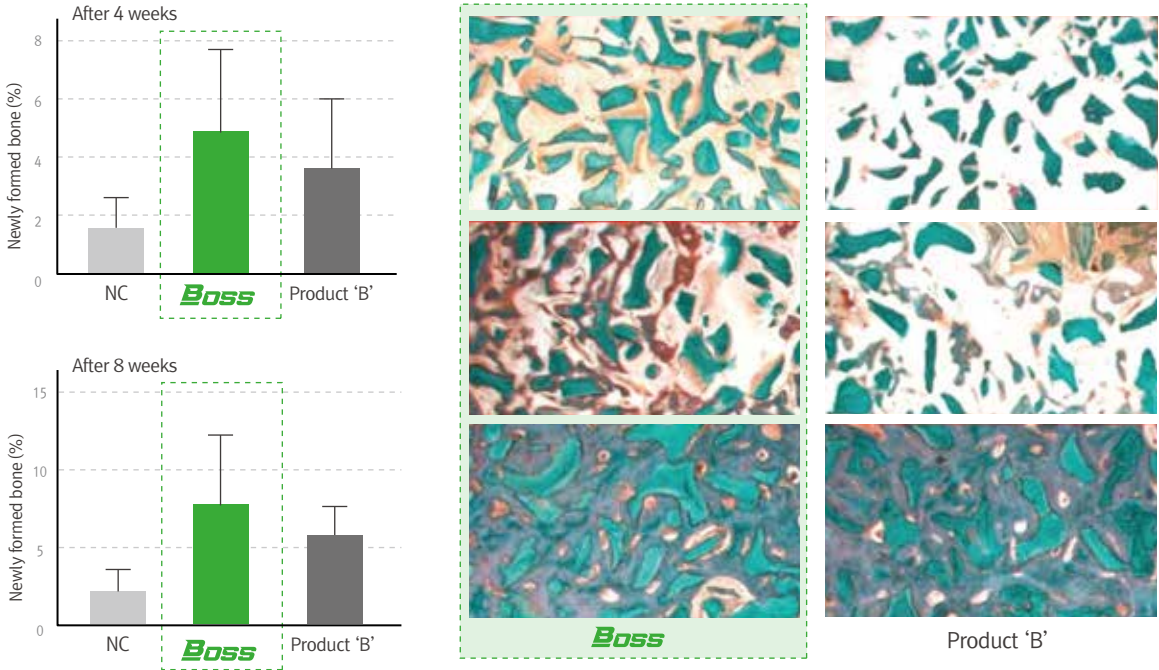 After 4 weeks
Newly formed bone (%)
8
6
4
2
0
NC
BOSS
Product ‘B’
After 8 weeks
Newly formed bone (%)
15
10
5
0
NC
BOSS
Product ‘B’
BOSS
Product ‘B’